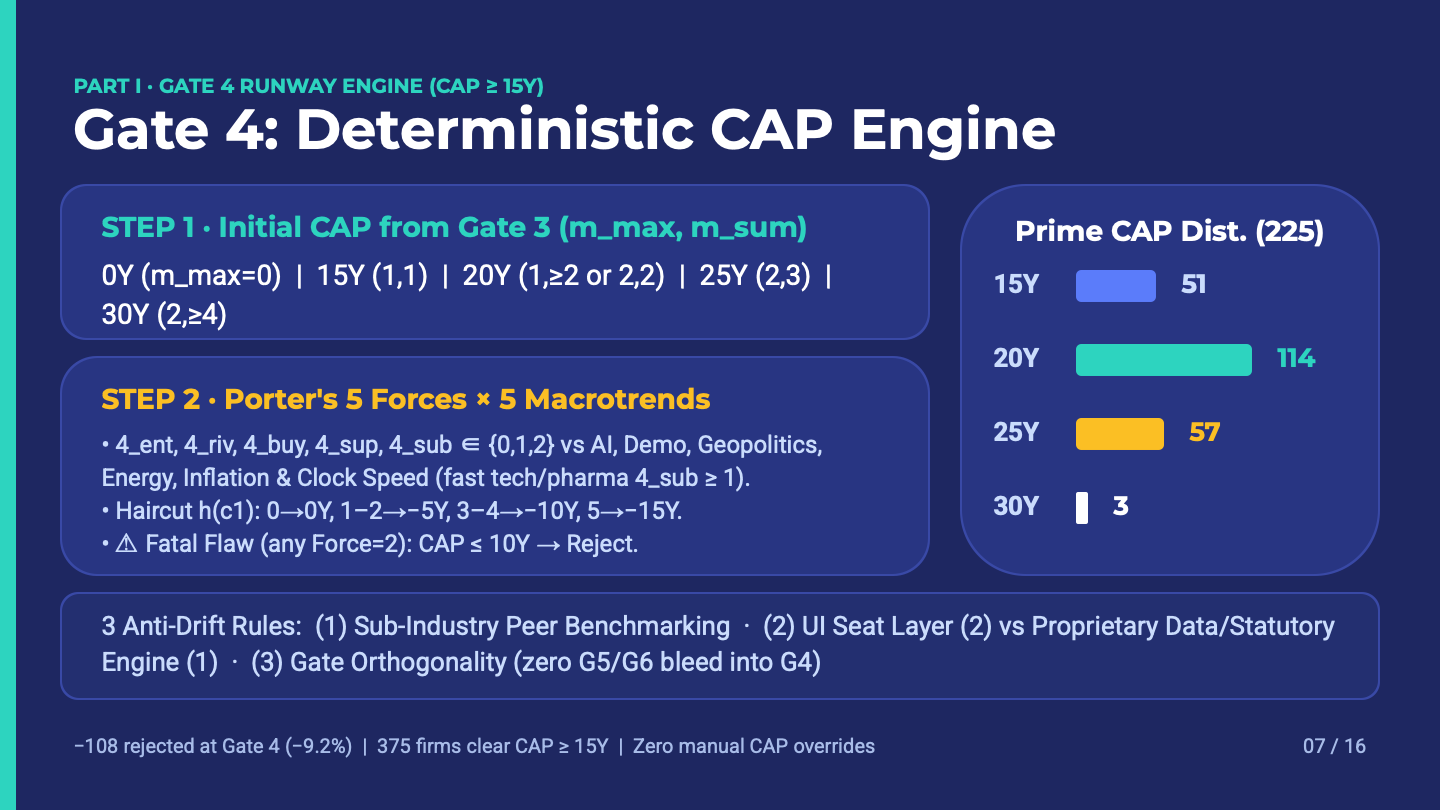 PART I · GATE 4 RUNWAY ENGINE (CAP ≥ 15Y)
Gate 4: Deterministic CAP Engine
STEP 1 · Initial CAP from Gate 3 (m_max, m_sum)
0Y (m_max=0) | 15Y (1,1) | 20Y (1,≥2 or 2,2) | 25Y (2,3) |
30Y (2,≥4)
STEP 2 · Porter's 5 Forces × 5 Macrotrends
• 4_ent, 4_riv, 4_buy, 4_sup, 4_sub ∈ {0,1,2} vs AI, Demo, Geopolitics,
Energy, Inflation & Clock Speed (fast tech/pharma 4_sub ≥ 1).
• Haircut h(c1): 0→0Y, 1–2→−5Y, 3–4→−10Y, 5→−15Y.
• ⚠ Fatal Flaw (any Force=2): CAP ≤ 10Y → Reject.
Prime CAP Dist. (225)
15Y 51
20Y 114
25Y 57
30Y 3
3 Anti-Drift Rules: (1) Sub-Industry Peer Benchmarking · (2) UI Seat Layer (2) vs Proprietary Data/Statutory
Engine (1) · (3) Gate Orthogonality (zero G5/G6 bleed into G4)
−108 rejected at Gate 4 (−9.2%) | 375 firms clear CAP ≥ 15Y | Zero manual CAP overrides
07 / 16